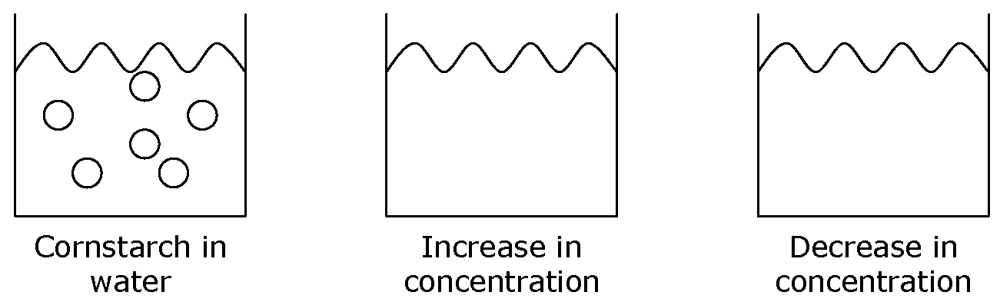 Cornstarch in
water
Increase in
concentration
Decrease in
concentration